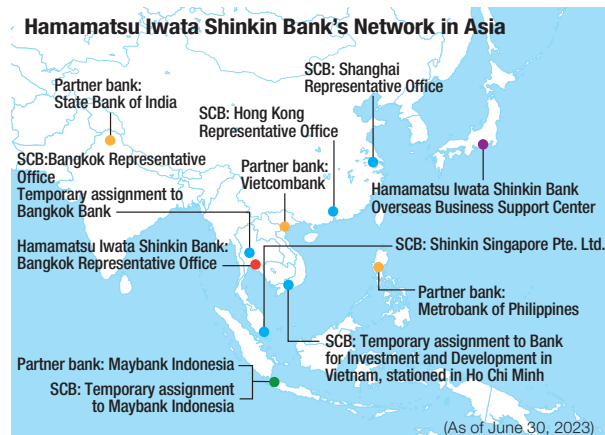 Hamamatsu Iwata Shinkin Bank's Network in Asia
Partner bank:
State Bank of India
SCB: Shanghai
Representative Office
SCB: Hong Kong
Representative Office
SCB:Bangkok Representative
Office
Temporary assignment to
Bangkok Bank
Partner bank:
Vietcombank
Hamamatsu Iwata Shinkin Bank
Overseas Business Support Center
Hamamatsu Iwata Shinkin Bank:
Bangkok Representative Office
SCB: Shinkin Singapore Pte. Ltd.
Partner bank:
Metrobank of Philippines
SCB: Temporary assignment to Bank
for Investment and Development in
Vietnam, stationed in Ho Chi Minh
Partner bank: Maybank Indonesia
SCB: Temporary assignment
to Maybank Indonesia
(As of June 30, 2023)